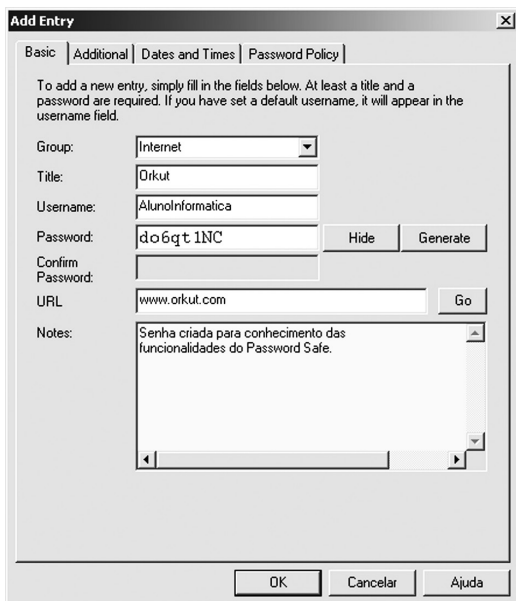 Add Entry
Basic Additional Dates and Times Password Policy
To add a new entry, simply fill in the fields below. At least a title and a
password are required. If you have set a default username, it will appear in the
username field.
Group: Internet
Title: Orkut
Username: AlunoInformatica
Password: do6qt1NC Hide Generate
Confirm
Password:
URL www.orkut.com Go
Notes: Senha criada para conhecimento das
funcionalidades do Password Safe.
OK Cancelar Ajuda